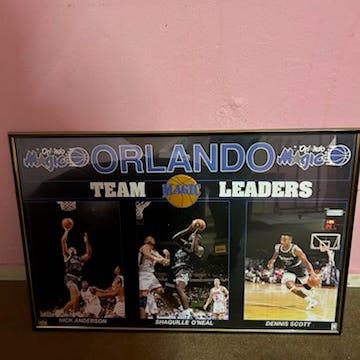 Orlando MAGIC ORLANDO Orlando MAGIC
TEAM MAGIC LEADERS
NICK ANDERSON SHAQUILLE O'NEAL DENNIS SCOTT